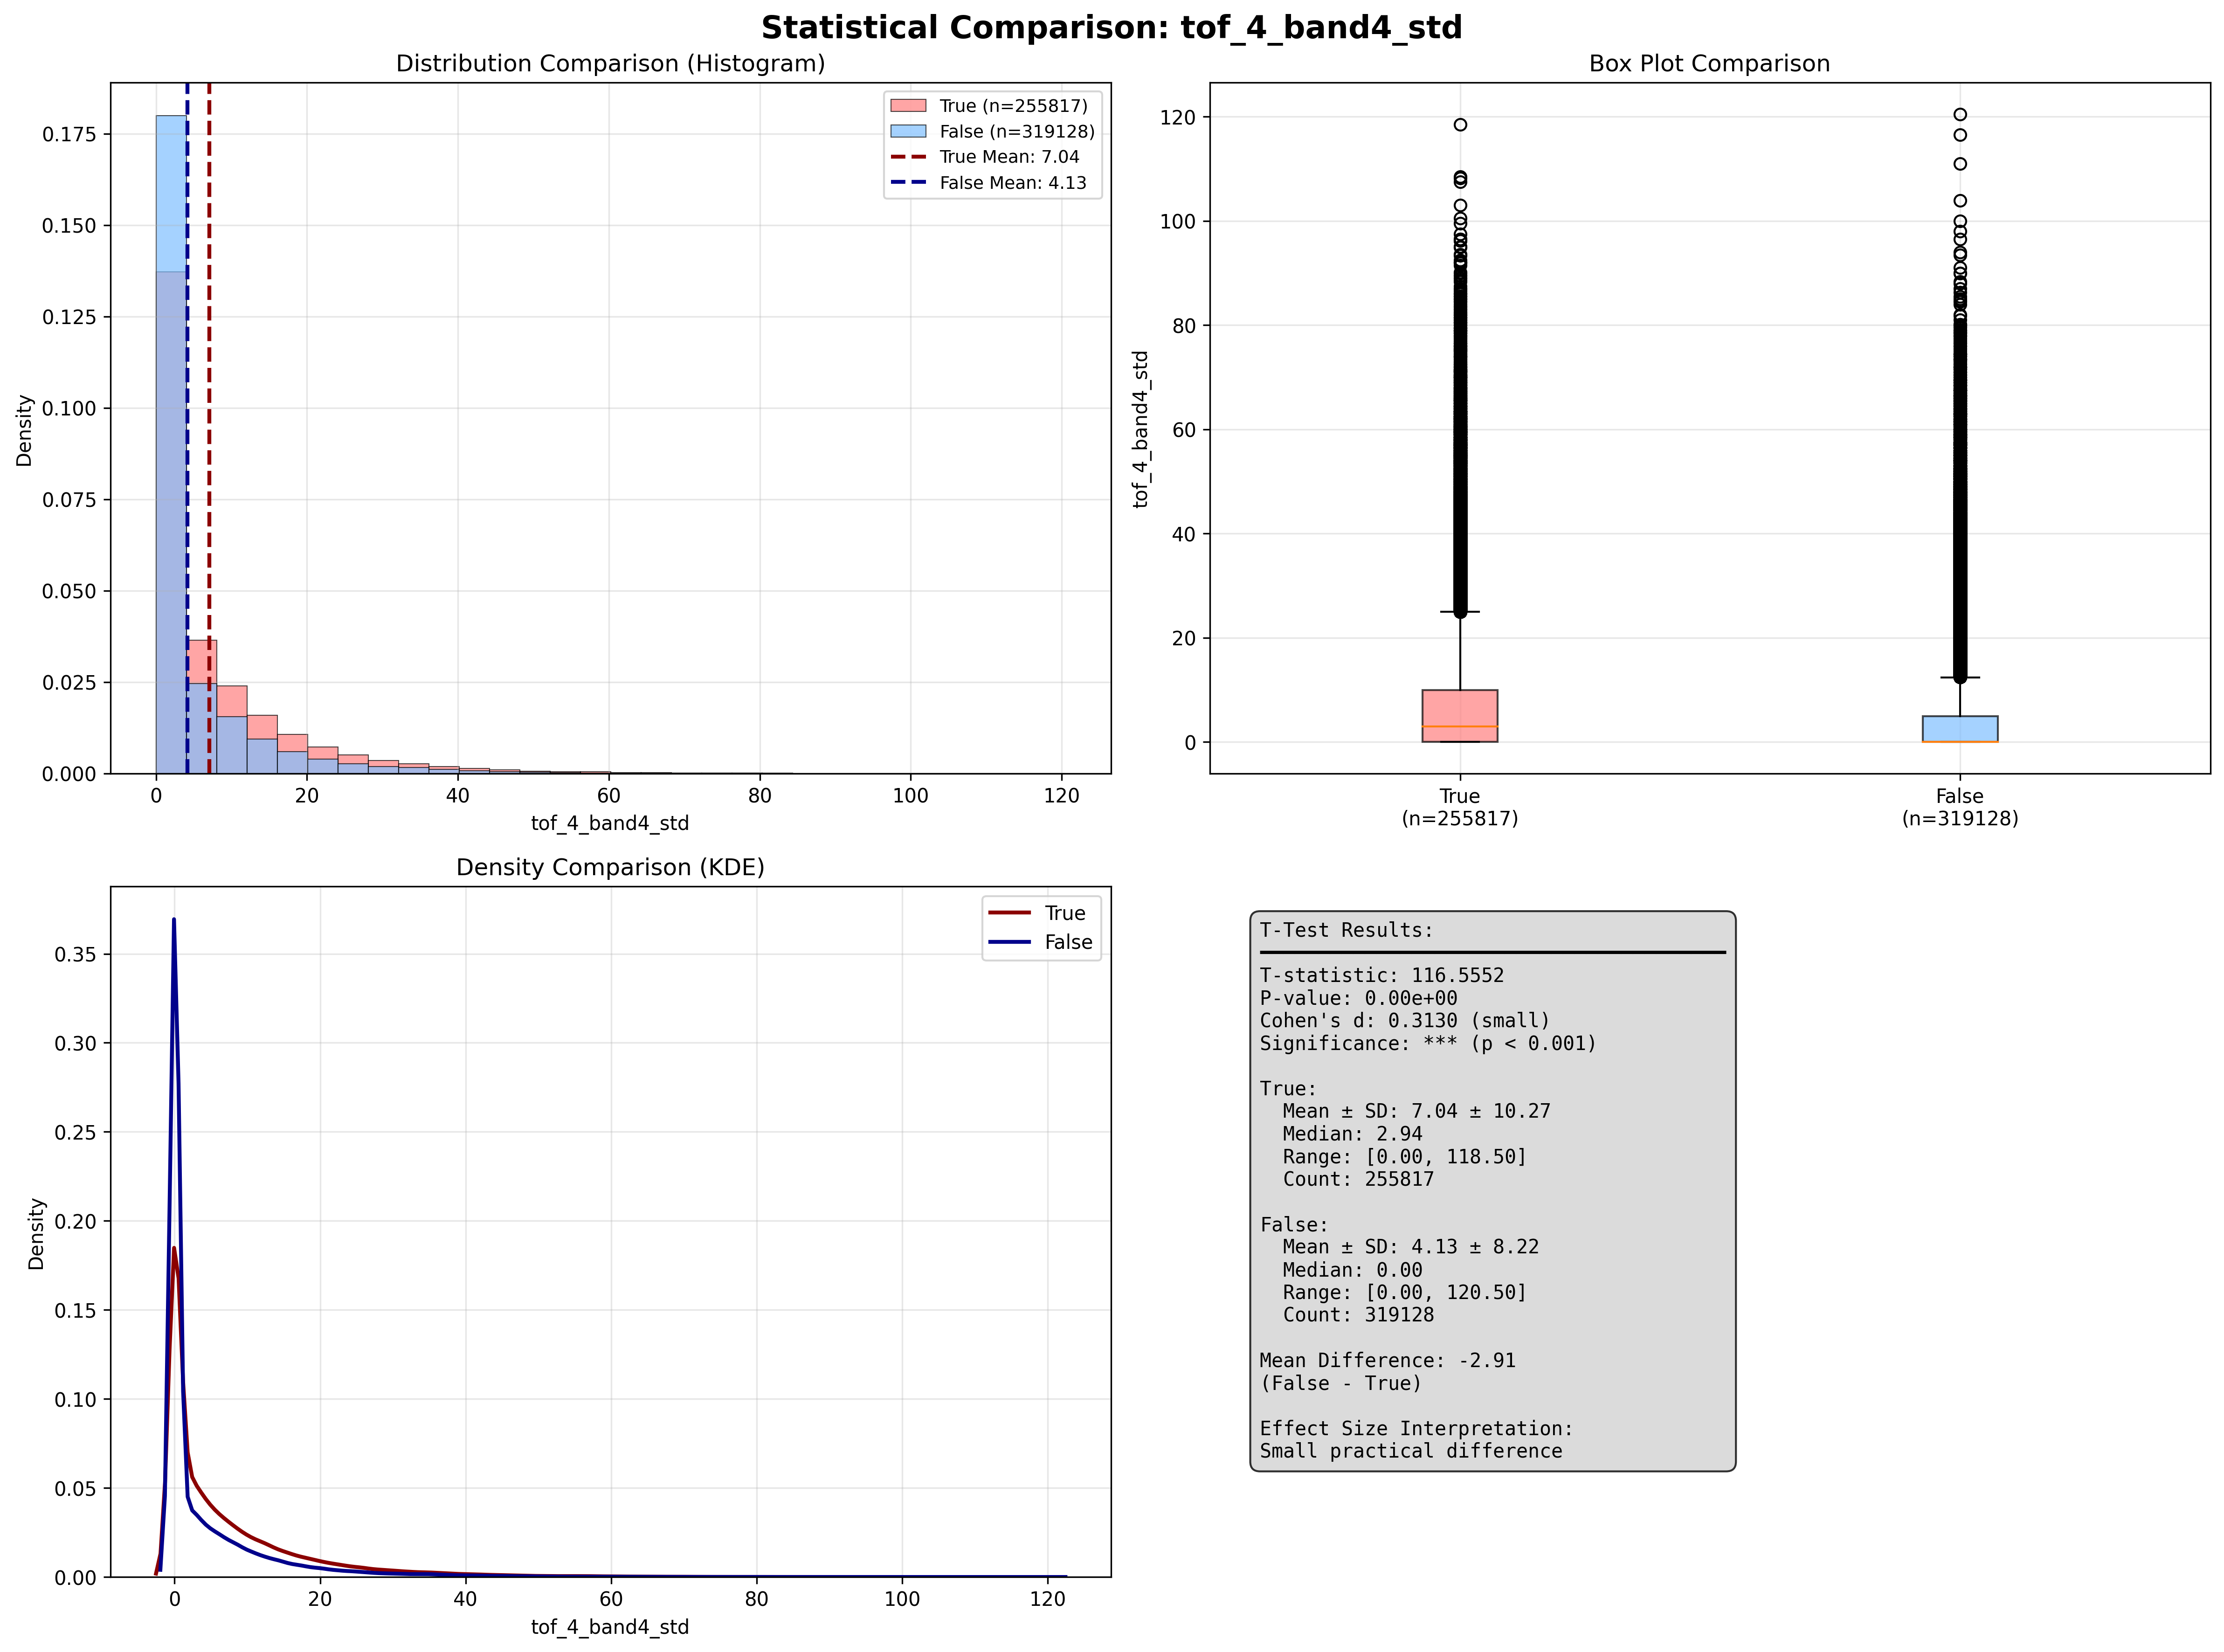 Statistical Comparison: tof_4_band4_std
Distribution Comparison (Histogram)
Density
0.175
0.150
0.125
0.100
0.075
0.050
0.025
0.000
0 20 40 60 80 100 120
tof_4_band4_std
True (n=255817)
False (n=319128)
True Mean: 7.04
False Mean: 4.13
Box Plot Comparison
tof_4_band4_std
120
100
80
60
40
20
0
True
(n=255817)
False
(n=319128)
Density Comparison (KDE)
Density
0.35
0.30
0.25
0.20
0.15
0.10
0.05
0.00
0 20 40 60 80 100 120
tof_4_band4_std
True
False
T-Test Results:
T-statistic: 116.5552
P-value: 0.00e+00
Cohen's d: 0.3130 (small)
Significance: *** (p < 0.001)
True:
Mean ± SD: 7.04 ± 10.27
Median: 2.94
Range: [0.00, 118.50]
Count: 255817
False:
Mean ± SD: 4.13 ± 8.22
Median: 0.00
Range: [0.00, 120.50]
Count: 319128
Mean Difference: -2.91
(False - True)
Effect Size Interpretation:
Small practical difference